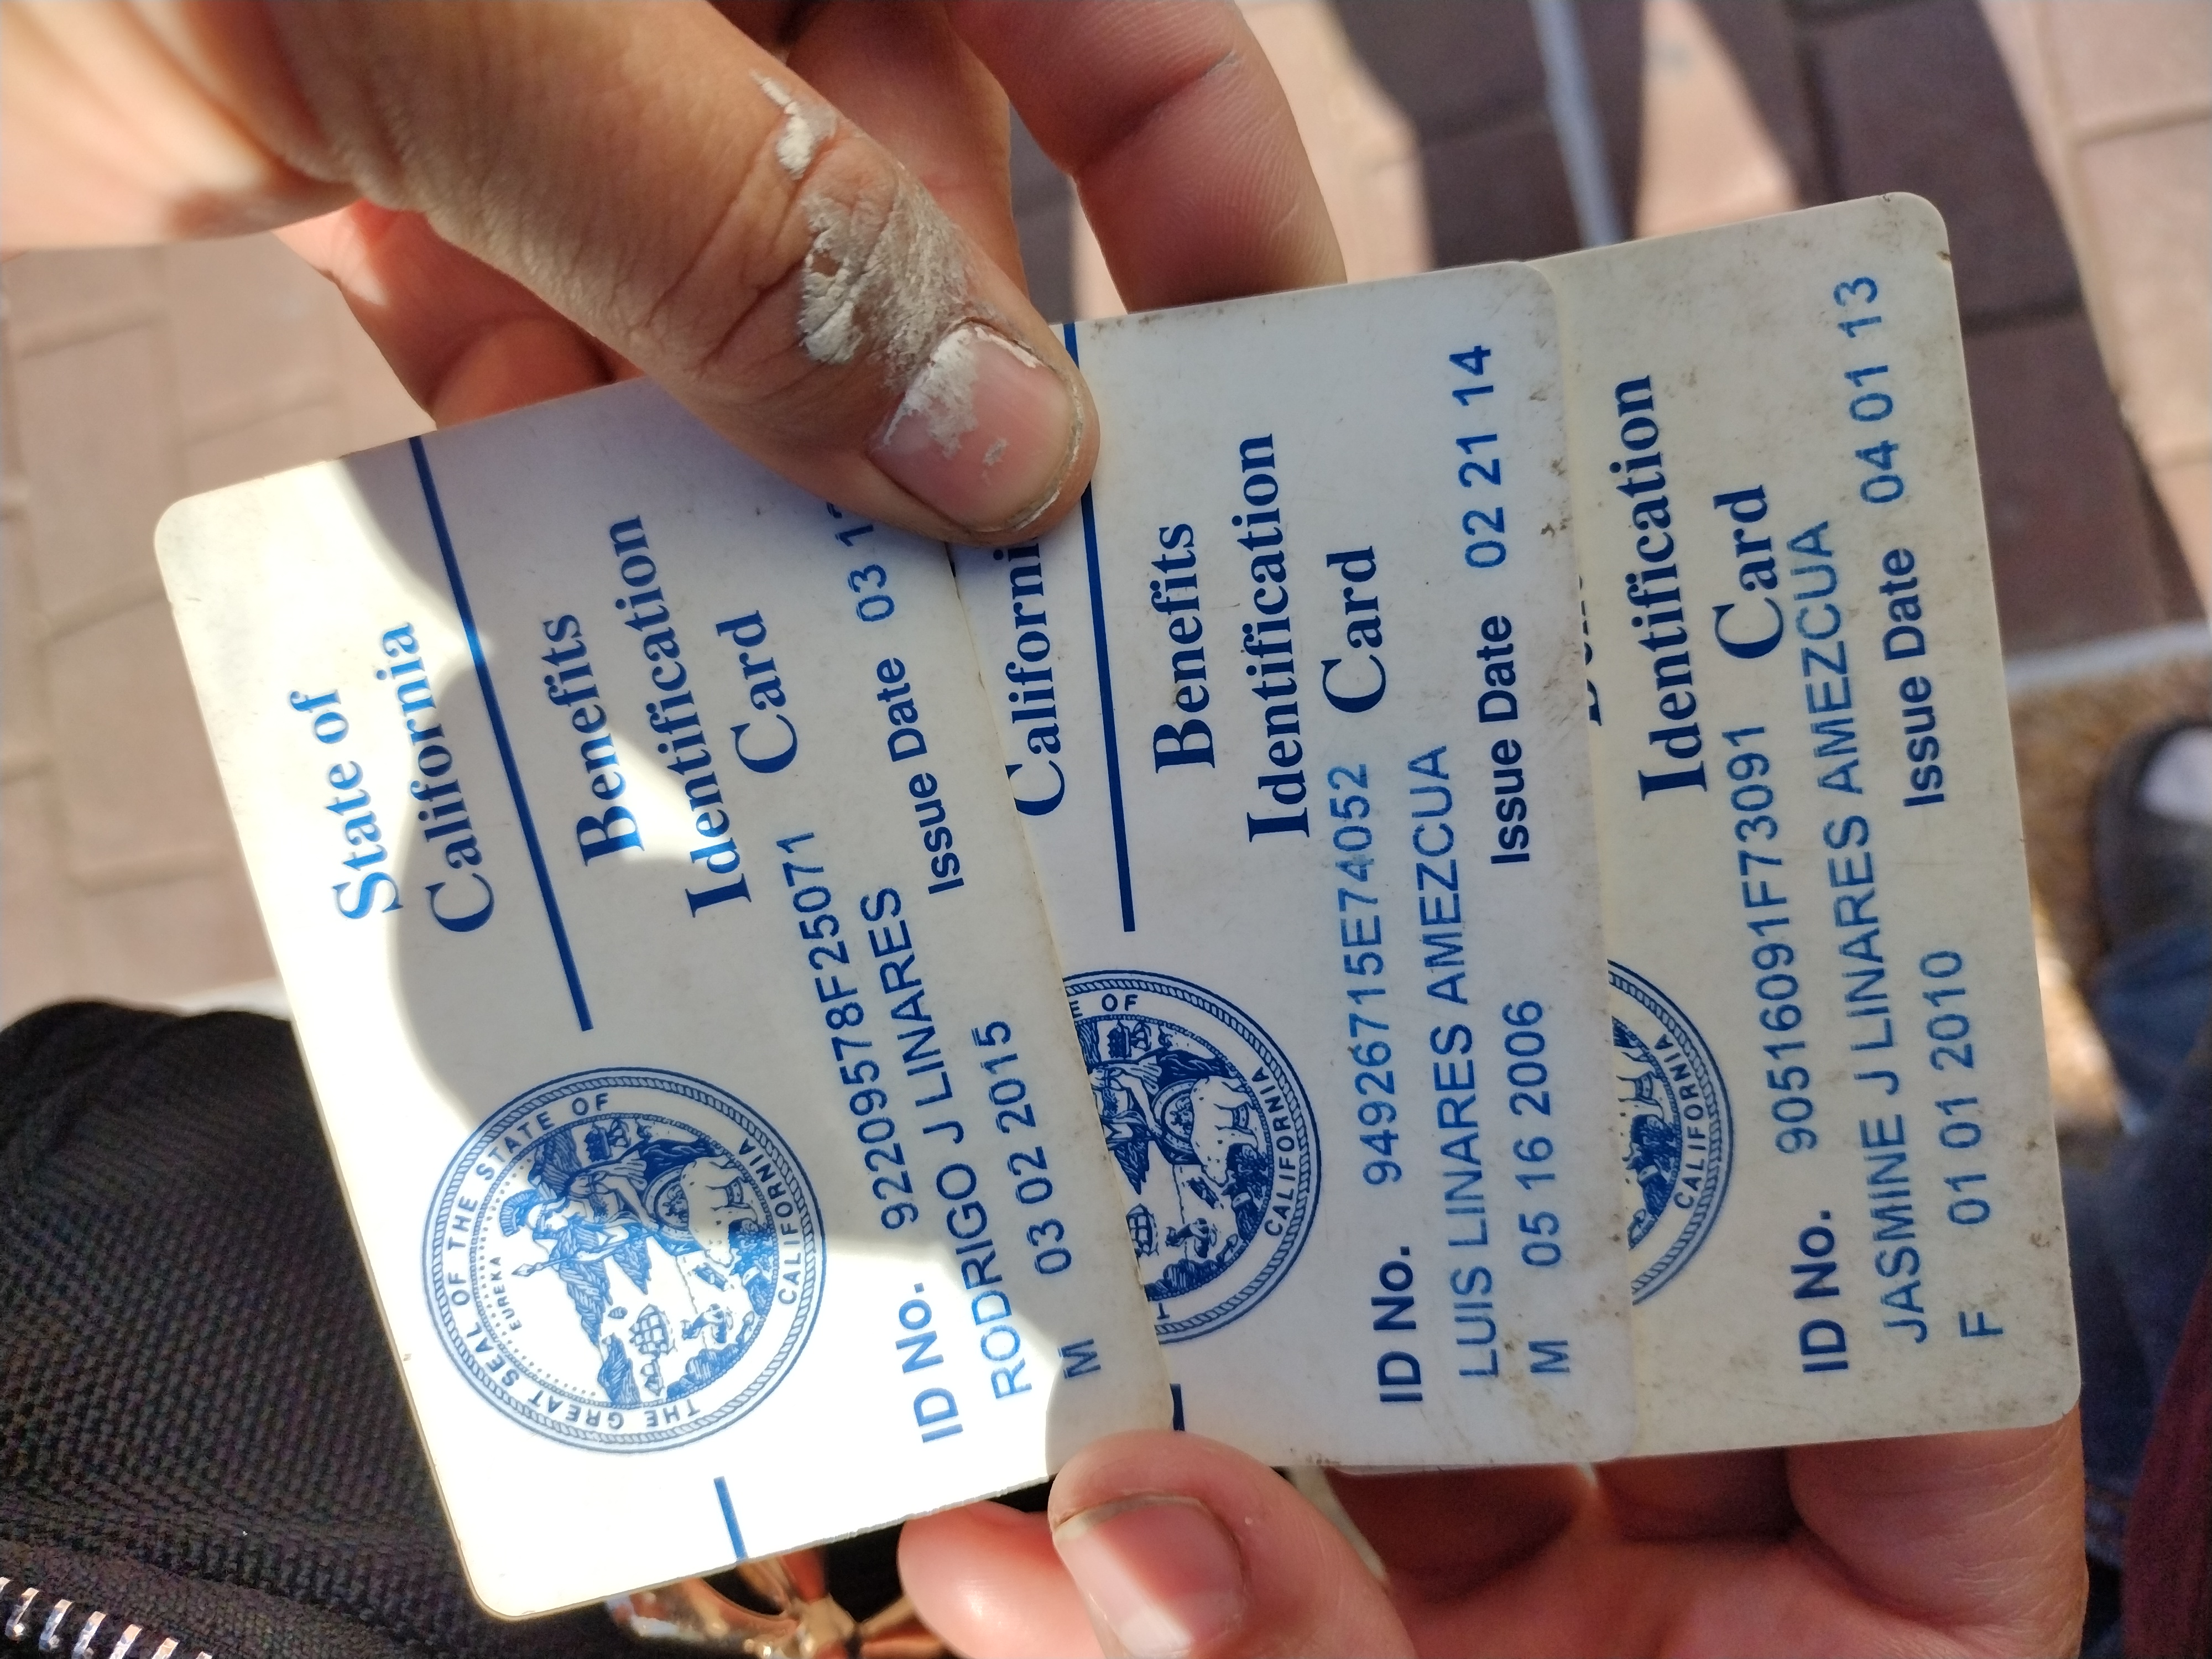 State of
California
Benefits
Identification
Card
ID No. 92209578F25071
RODRIGO J LINARES
M 03 02 2015 Issue Date 03
THE GREAT SEAL OF THE STATE OF CALIFORNIA
EUREKA
California
Benefits
Identification
Card
ID No. 94926715E74052
LUIS LINARES AMEZCUA
M 05 16 2006 Issue Date 02 21 14
OF
CALIFORNIA
Identification
Card
ID No. 90516091F73091
JASMINE J LINARES AMEZCUA
F 01 01 2010 Issue Date 04 01 13
CALIFORNIA